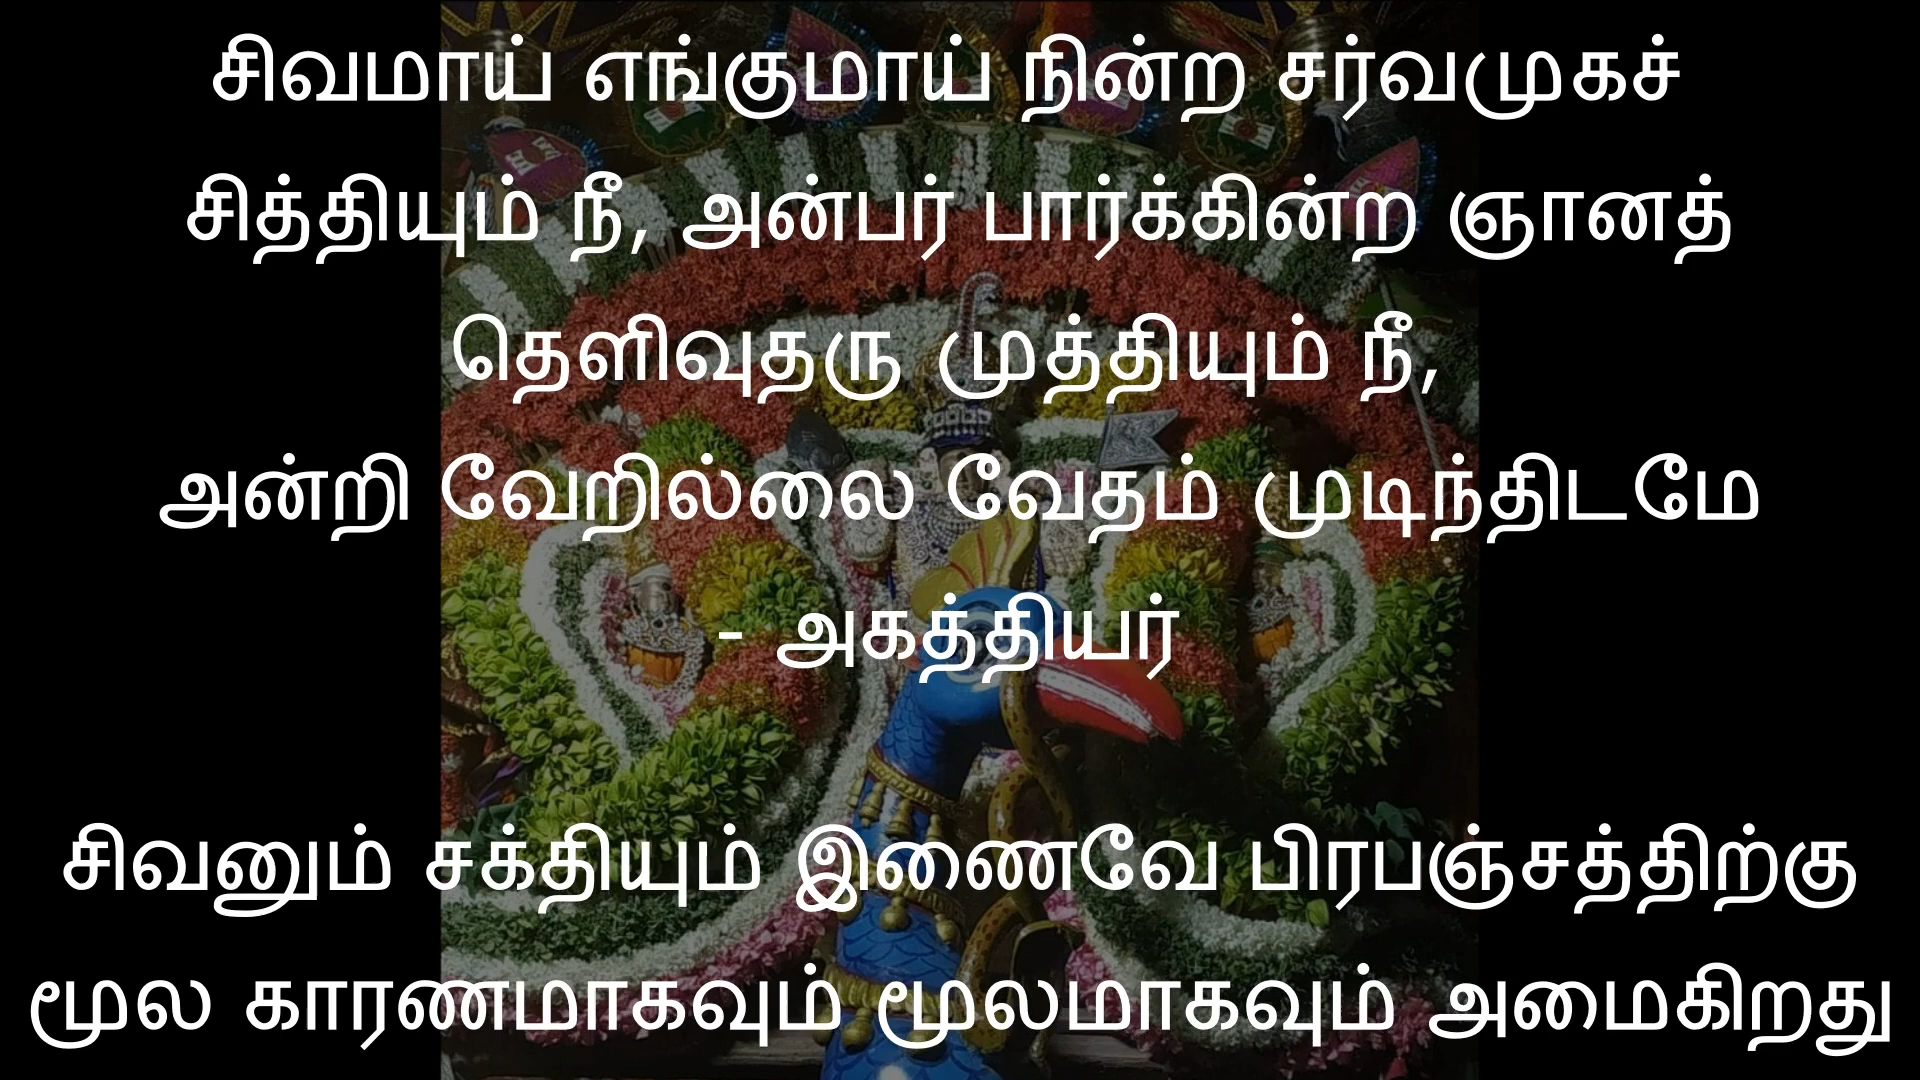 சிவமாய் எங்குமாய் நின்ற சர்வமுகச்
சித்தியும் நீ, அன்பர் பார்க்கின்ற ஞானத்
தெளிவுதரு முத்தியும் நீ,
அன்றி வேறில்லை வேதம் முடிந்திடமே
- அகத்தியர்
சிவனும் சக்தியும் இணைவே பிரபஞ்சத்திற்கு
மூல காரணமாகவும் மூலமாகவும் அமைகிறது